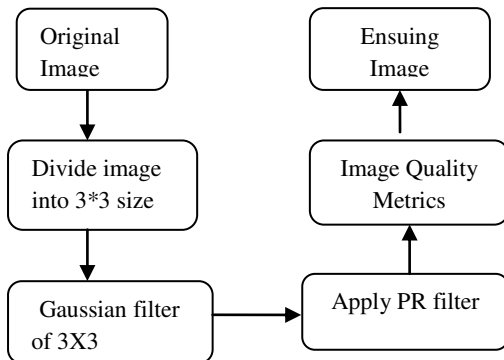 Original
Image
Divide image
into 3*3 size
Gaussian filter
of 3X3
Apply PR filter
Image Quality
Metrics
Ensuing
Image